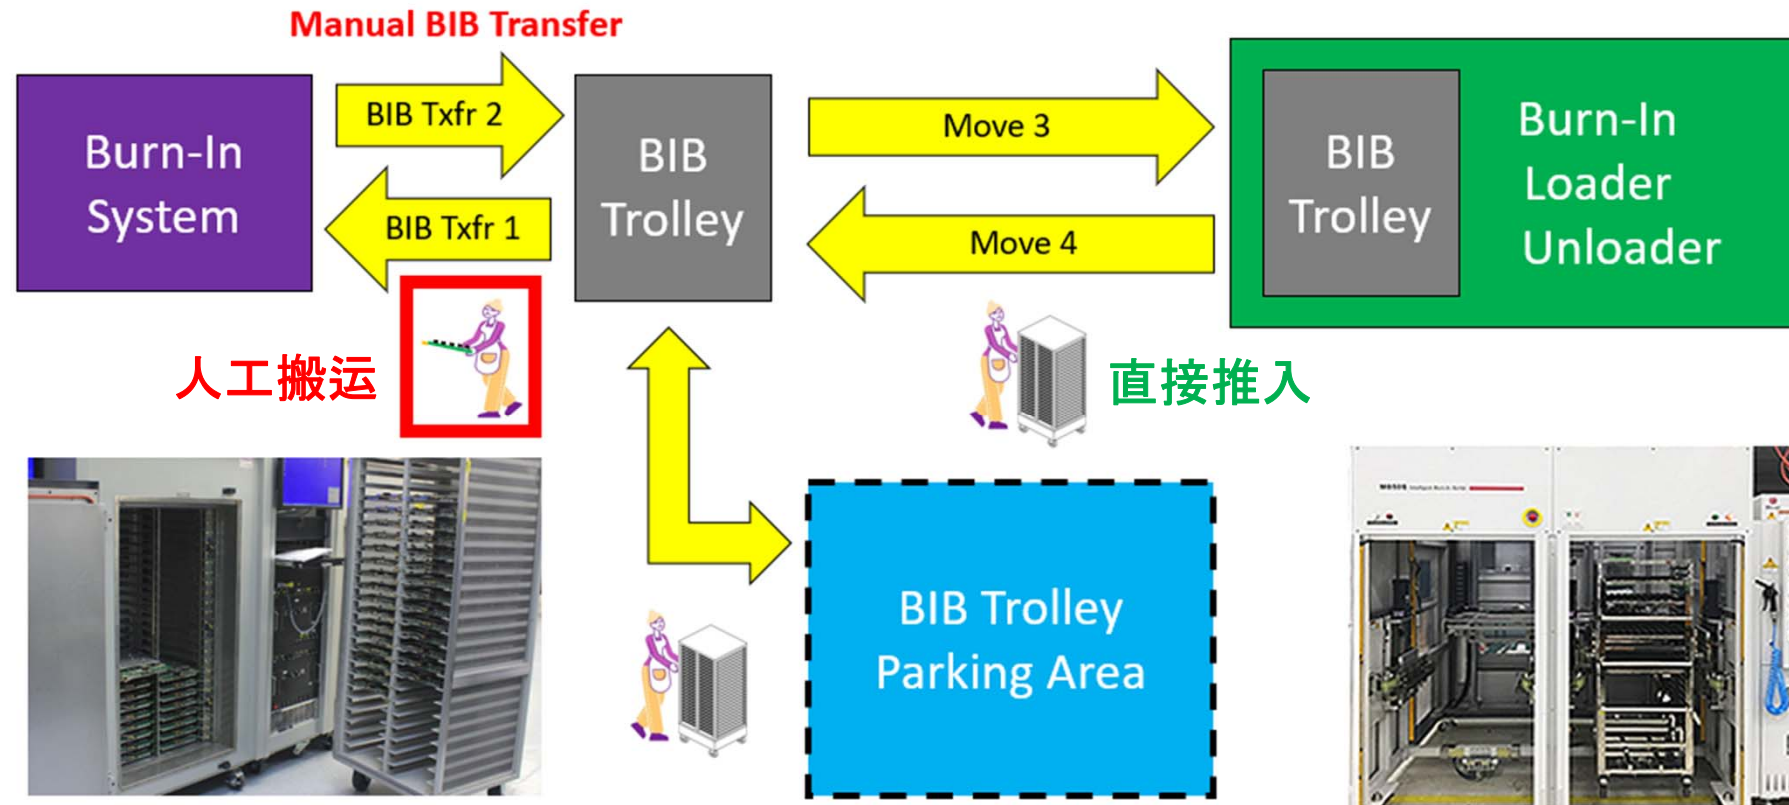 Manual BIB Transfer
Burn-In
System
BIB Txfr 2
BIB Txfr 1
BIB
Trolley
Move 3
Move 4
BIB
Trolley
Burn-In
Loader
Unloader
人工搬运
直接推入
BIB Trolley
Parking Area